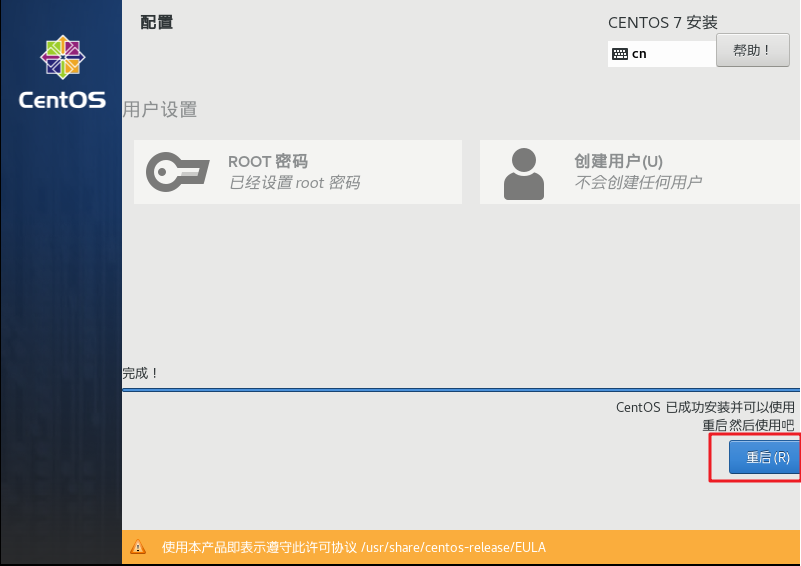 配置
CENTOS 7 安装
cn
帮助！
CentOS
用户设置
ROOT 密码
已经设置 root 密码
创建用户(U)
不会创建任何用户
完成！
CentOS 已成功安装并可以使用
重启然后使用吧
重启(R)
使用本产品即表示遵守此许可协议 /usr/share/centos-release/EULA